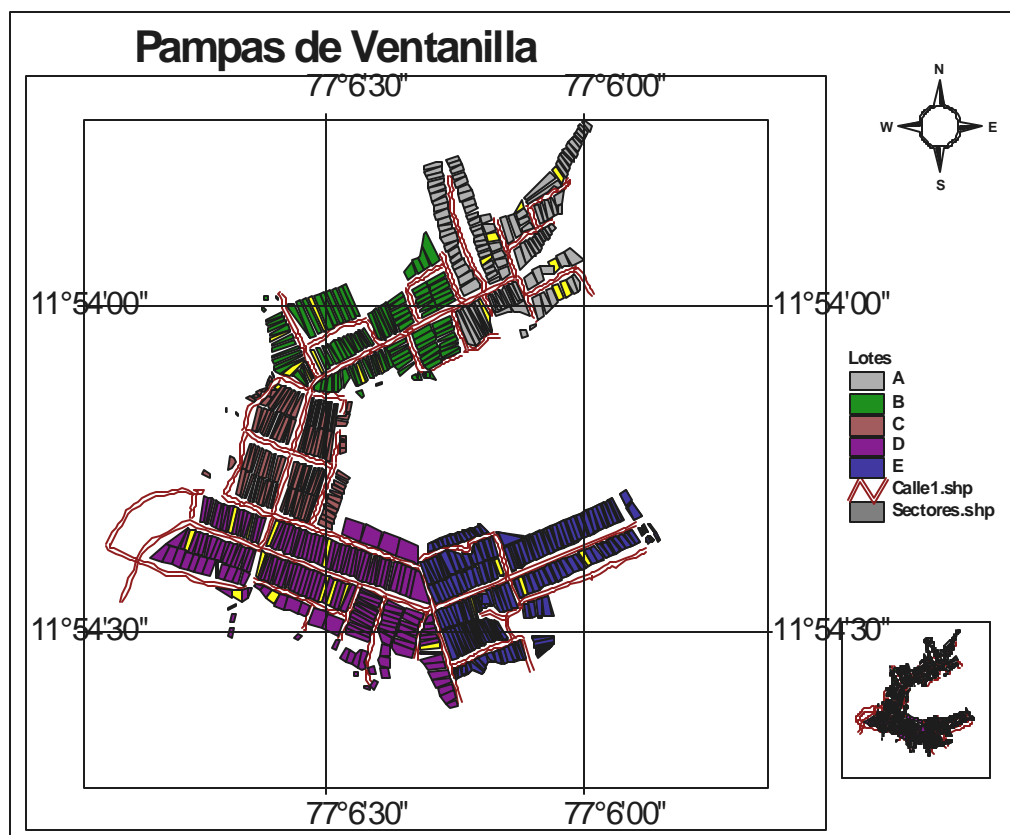 Pampas de Ventanilla
77°6'30" 77°6'00"
N
W E
S
11°54'00" 11°54'00"
Lotes
A
B
C
D
E
Calle1.shp
Sectores.shp
11°54'30" 11°54'30"
77°6'30" 77°6'00"